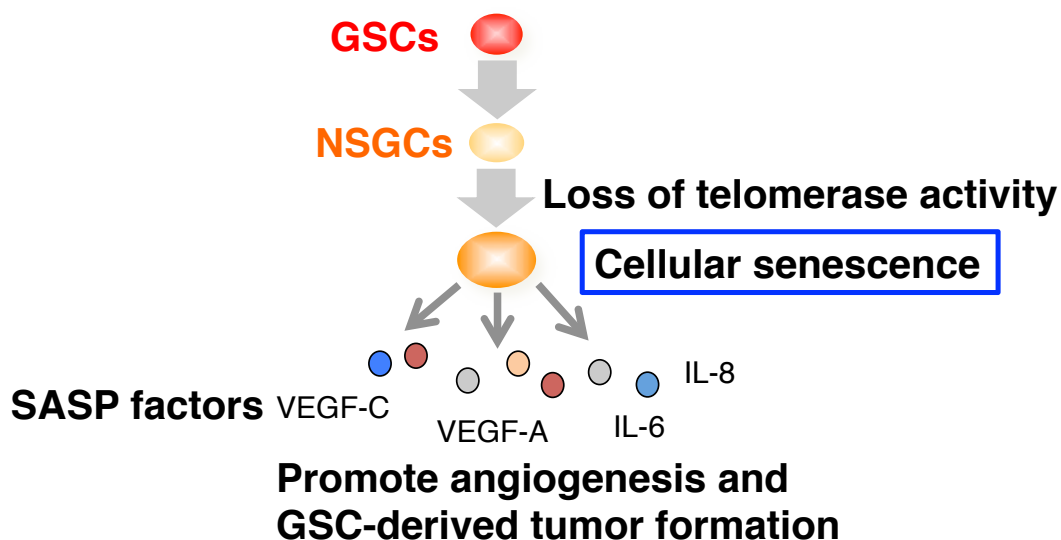 GSCs
NSGCs
Loss of telomerase activity
Cellular senescence
IL-8
SASP factors VEGF-C
VEGF-A
IL-6
Promote angiogenesis and
GSC-derived tumor formation